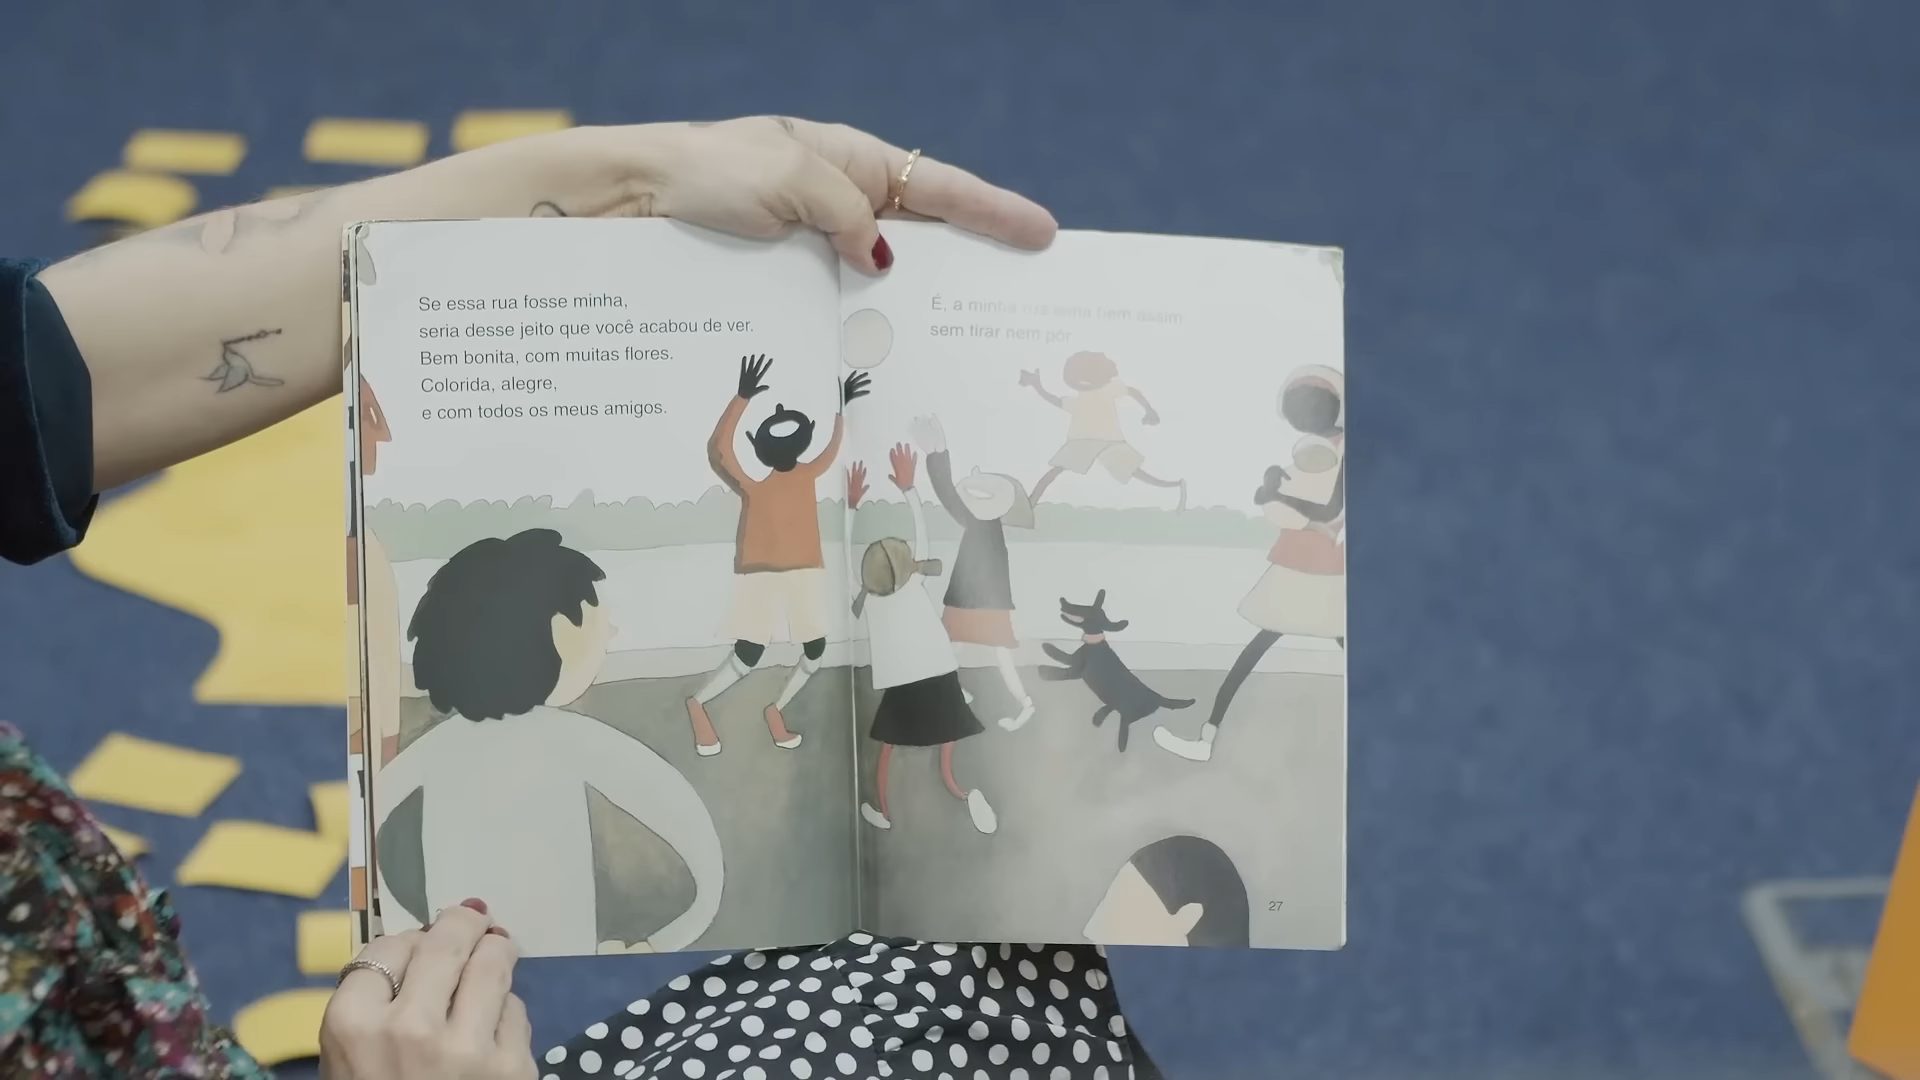 Se essa rua fosse minha,
seria desse jeito que você acabou de ver.
Bem bonita, com muitas flores.
Colorida, alegre,
e com todos os meus amigos.
É, a minha rua seria bem assim
sem tirar nem pôr
27